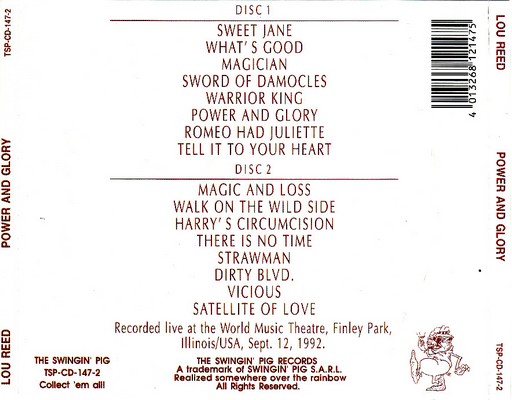 DISC 1
SWEET JANE
WHAT'S GOOD
MAGICIAN
SWORD OF DAMOCLES
WARRIOR KING
POWER AND GLORY
ROMEO HAD JULIETTE
TELL IT TO YOUR HEART
DISC 2
MAGIC AND LOSS
WALK ON THE WILD SIDE
HARRY'S CIRCUMCISION
THERE IS NO TIME
STRAWMAN
DIRTY BLVD.
VICIOUS
SATELLITE OF LOVE
Recorded live at the World Music Theatre, Finley Park,
Illinois/USA, Sept. 12, 1992.
THE SWINGIN' PIG
TSP-CD-147-2
Collect 'em all!
THE SWINGIN' PIG RECORDS
A trademark of SWINGIN' PIG S.A.R.L.
Realized somewhere over the rainbow
All Rights Reserved.
LOU REED
POWER AND GLORY
TSP-CD-147-2
LOU REED
POWER AND GLORY
TSP-CD-147-2
4 013268 121475